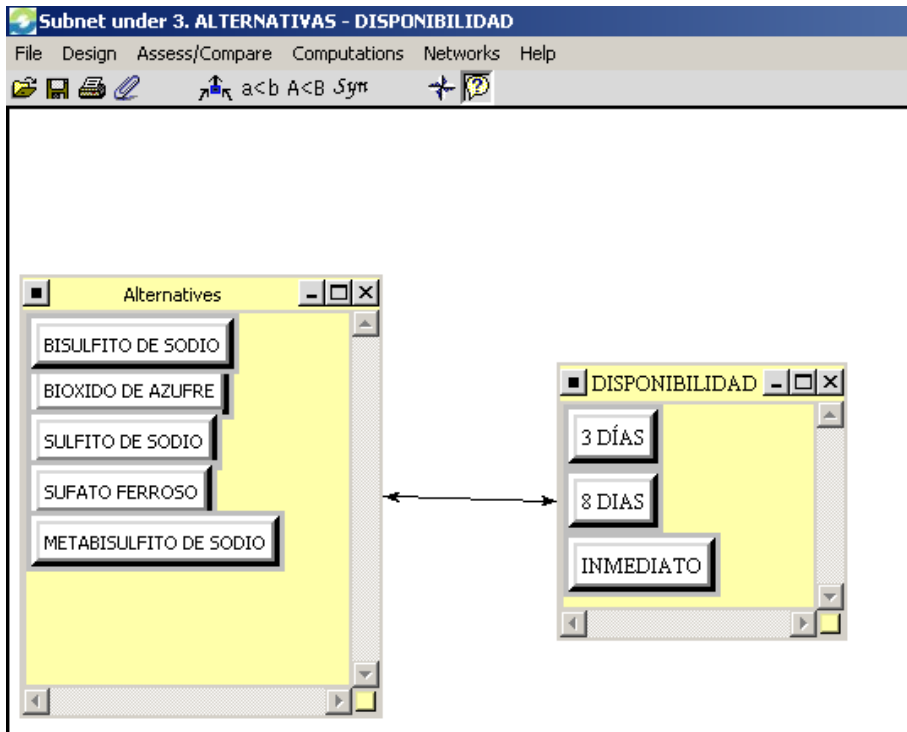 Subnet under 3. ALTERNATIVAS - DISPONIBILIDAD
File Design Assess/Compare Computations Networks Help
a<b A<B Syn
Alternatives
BISULFITO DE SODIO
BIOXIDO DE AZUFRE
SULFITO DE SODIO
SUFATO FERROSO
METABISULFITO DE SODIO
DISPONIBILIDAD
3 DÍAS
8 DIAS
INMEDIATO